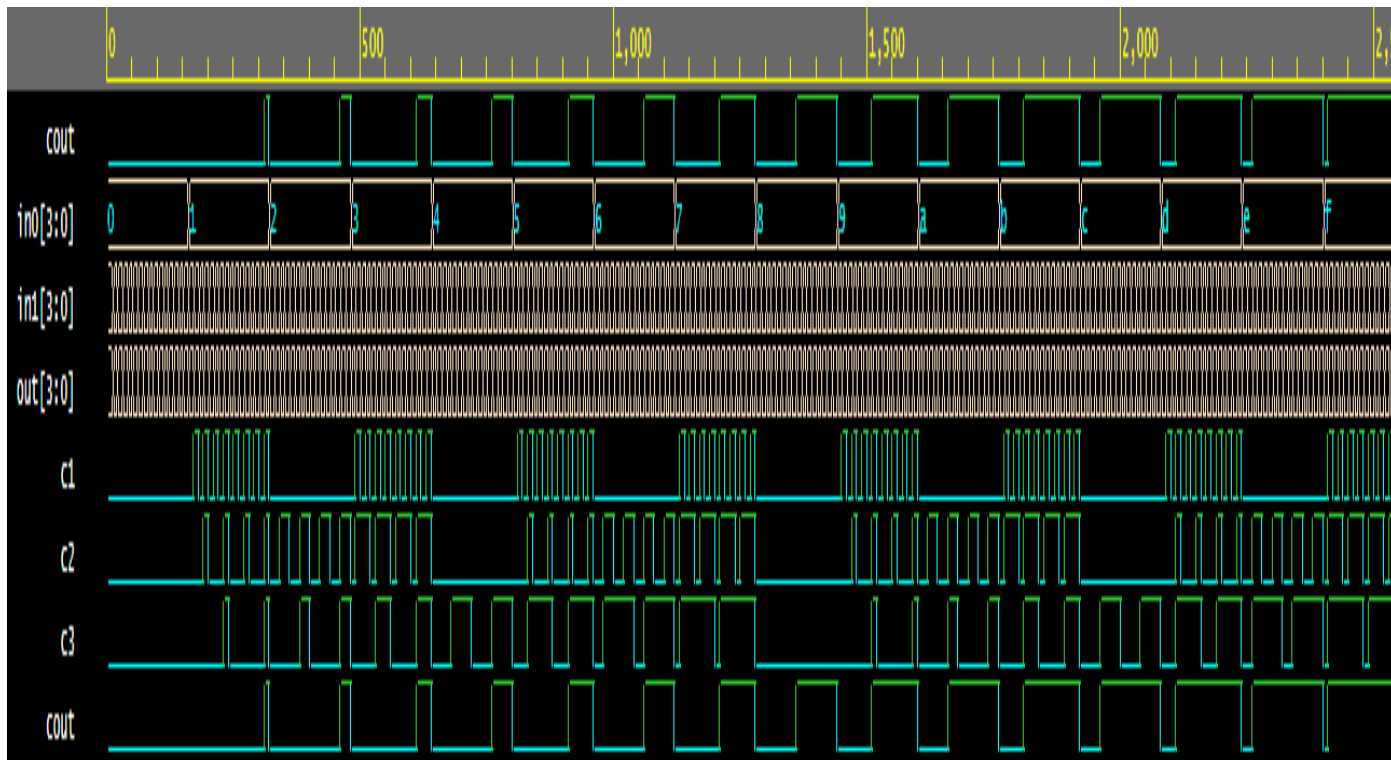 0 500 1,000 1,500 2,000 2,
cout
in0[3:0] 0 1 2 3 4 5 6 7 8 9 a b c d e f
in1[3:0]
out[3:0]
c1
c2
c3
cout